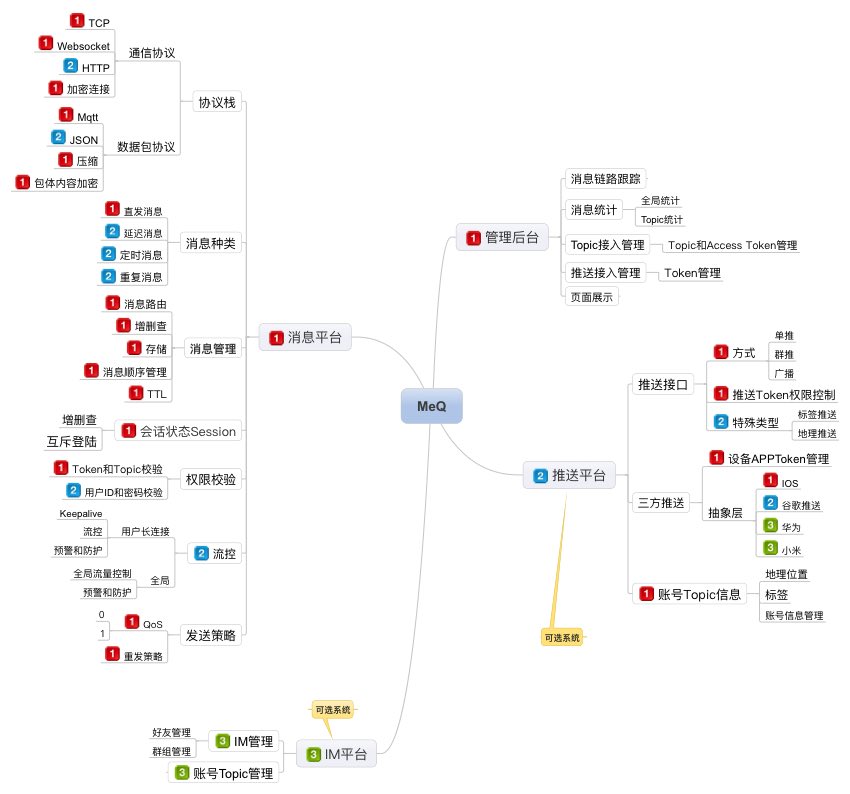 MeQ
1 消息平台
协议栈
通信协议
1 TCP
1 Websocket
2 HTTP
1 加密连接
数据包协议
1 Mqtt
2 JSON
1 压缩
1 包体内容加密
消息种类
1 直发消息
2 延迟消息
2 定时消息
2 重复消息
消息管理
1 消息路由
1 增删查
1 存储
1 消息顺序管理
1 TTL
1 会话状态Session
增删查
互斥登陆
权限校验
1 Token和Topic校验
2 用户ID和密码校验
2 流控
用户长连接
Keepalive
流控
预警和防护
全局
全局流量控制
预警和防护
发送策略
1 QoS
0
1
1 重发策略
1 管理后台
消息链路跟踪
消息统计
全局统计
Topic统计
Topic接入管理
Topic和Access Token管理
推送接入管理
Token管理
页面展示
2 推送平台
推送接口
1 方式
单推
群推
广播
1 推送Token权限控制
2 特殊类型
标签推送
地理推送
三方推送
1 设备APPToken管理
抽象层
1 IOS
2 谷歌推送
3 华为
3 小米
1 账号Topic信息
地理位置
标签
账号信息管理
可选系统
3 IM平台
可选系统
3 IM管理
好友管理
群组管理
3 账号Topic管理